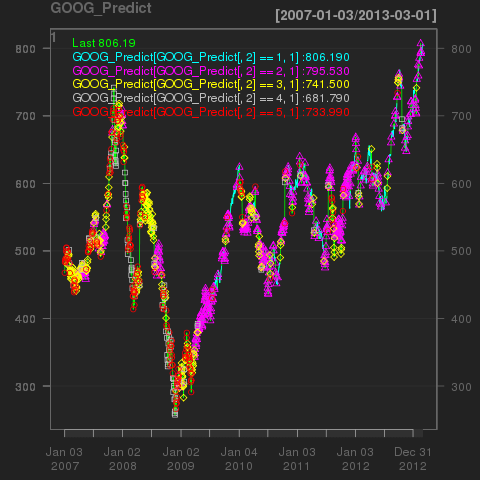 GOOG_Predict
[2007-01-03/2013-03-01]
1
Last 806.19
GOOG_Predict[GOOG_Predict[, 2] == 1, 1] :806.190
GOOG_Predict[GOOG_Predict[, 2] == 2, 1] :795.530
GOOG_Predict[GOOG_Predict[, 2] == 3, 1] :741.500
GOOG_Predict[GOOG_Predict[, 2] == 4, 1] :681.790
GOOG_Predict[GOOG_Predict[, 2] == 5, 1] :733.990
800 800
700 700
600 600
500 500
400 400
300 300
Jan 03 Jan 02 Jan 02 Jan 04 Jan 03 Jan 03 Dec 31
2007 2008 2009 2010 2011 2012 2012